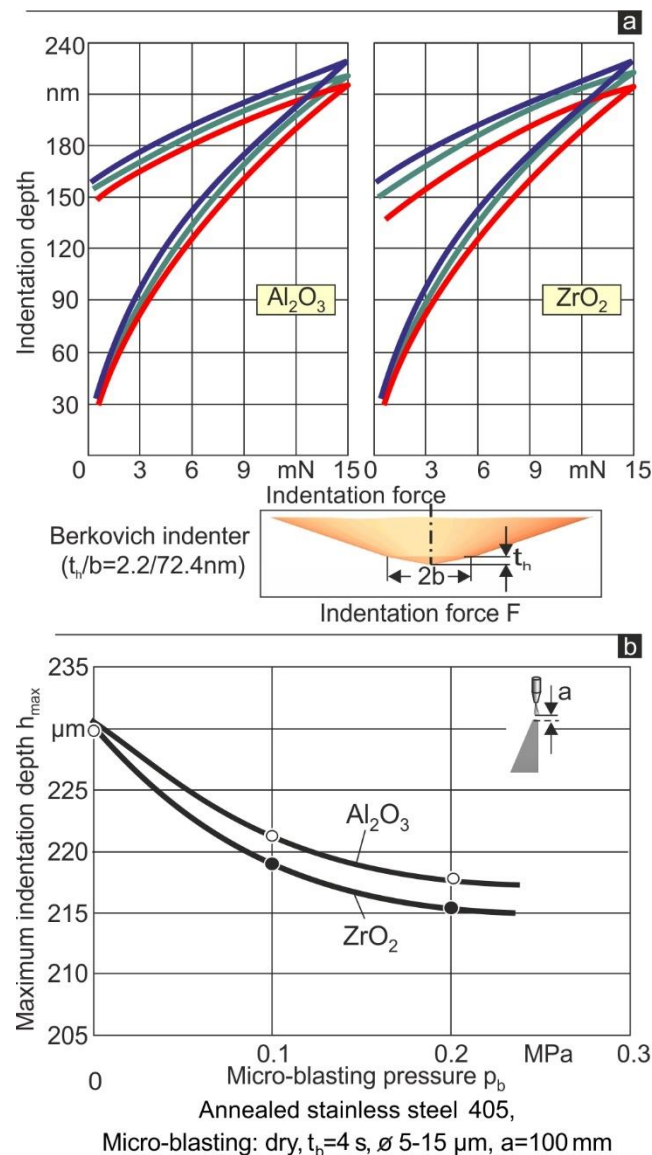 a
240
nm
180
150
120
90
60
30
Indentation depth
Al₂O₃
ZrO₂
0 3 6 9 mN 15 0 3 6 9 mN 15
Indentation force
Berkovich indenter
(tₕ/b=2.2/72.4nm)
2b
tₕ
Indentation force F
b
235
µm
225
220
215
210
205
Maximum indentation depth hₘₐₓ
a
Al₂O₃
ZrO₂
0 0.1 0.2 MPa 0.3
Micro-blasting pressure p_b
Annealed stainless steel 405,
Micro-blasting: dry, t_b=4 s, ⌀ 5-15 µm, a=100 mm